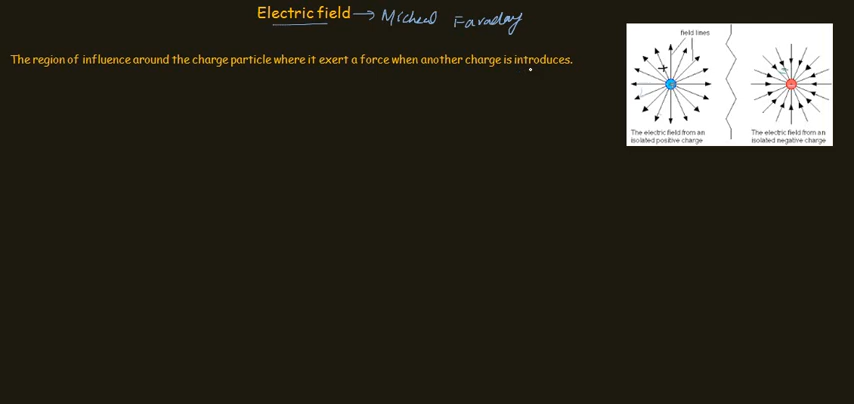 Electric field → Micheal Faraday
The region of influence around the charge particle where it exert a force when another charge is introduces.
field lines
+
The electric field from an
isolated positive charge
The electric field from an
isolated negative charge